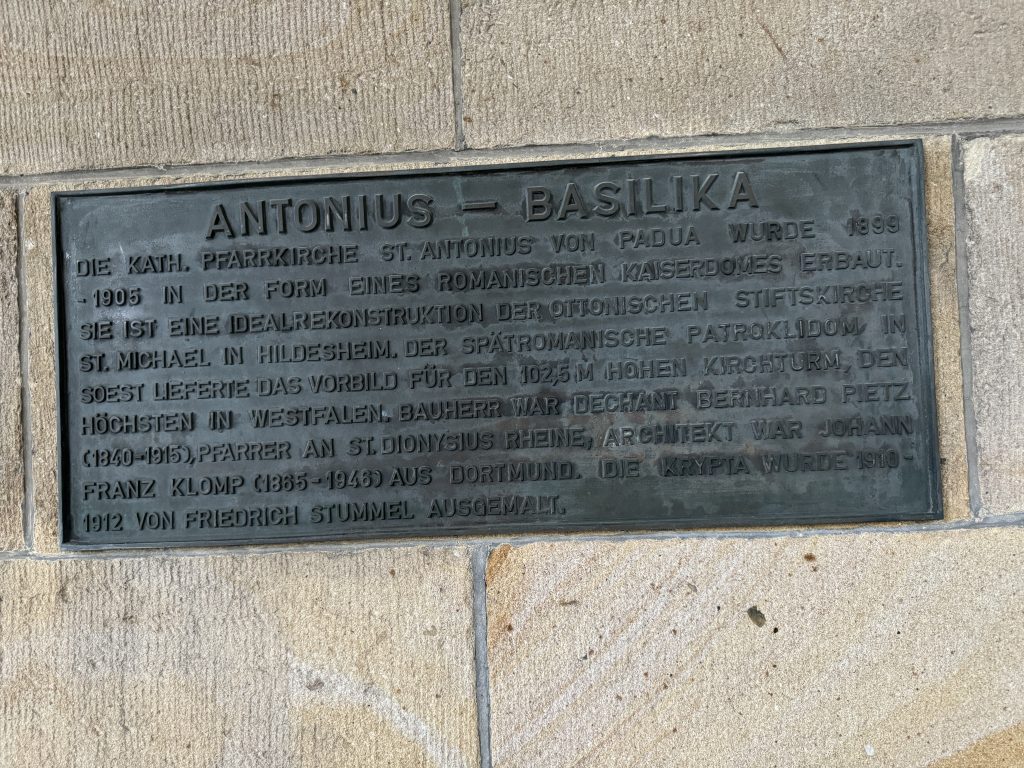 ANTONIUS – BASILIKA
DIE KATH. PFARRKIRCHE ST. ANTONIUS VON PADUA WURDE 1899
-1905 IN DER FORM EINES ROMANISCHEN KAISERDOMES ERBAUT.
SIE IST EINE IDEALREKONSTRUKTION DER OTTONISCHEN STIFTSKIRCHE
ST. MICHAEL IN HILDESHEIM. DER SPÄTROMANISCHE PATROKLIDOM IN
SOEST LIEFERTE DAS VORBILD FÜR DEN 102,5 M HOHEN KIRCHTURM, DEN
HÖCHSTEN IN WESTFALEN. BAUHERR WAR DECHANT BERNHARD PIETZ
(1840-1915), PFARRER AN ST. DIONYSIUS RHEINE, ARCHITEKT WAR JOHANN
FRANZ KLOMP (1865-1946) AUS DORTMUND. DIE KRYPTA WURDE 1910-
1912 VON FRIEDRICH STUMMEL AUSGEMALT.